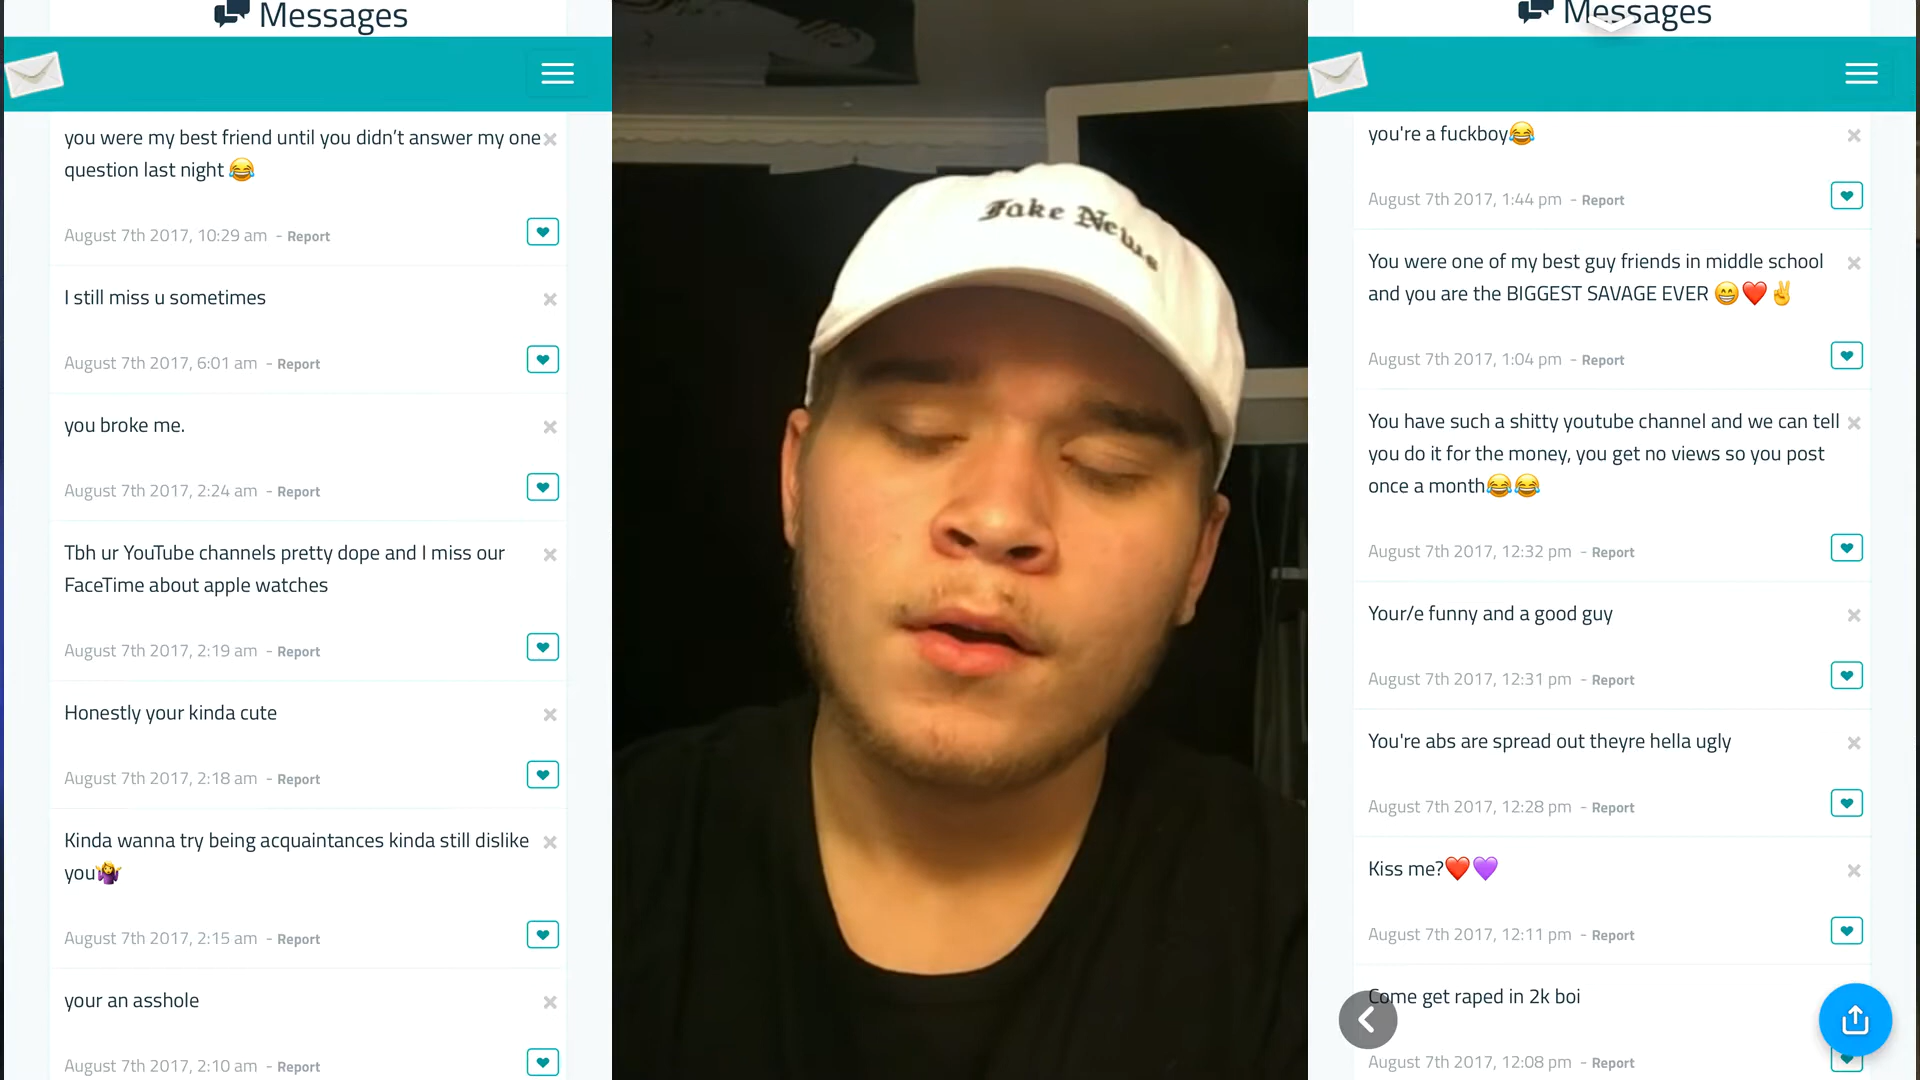 Messages
you were my best friend until you didn’t answer my one
question last night 😂
August 7th 2017, 10:29 am - Report
I still miss u sometimes
August 7th 2017, 6:01 am - Report
you broke me.
August 7th 2017, 2:24 am - Report
Tbh ur YouTube channels pretty dope and I miss our
FaceTime about apple watches
August 7th 2017, 2:19 am - Report
Honestly your kinda cute
August 7th 2017, 2:18 am - Report
Kinda wanna try being acquaintances kinda still dislike
you🤷‍♀️
August 7th 2017, 2:15 am - Report
your an asshole
August 7th 2017, 2:10 am - Report
Fake News
Messages
you're a fuckboy😂
August 7th 2017, 1:44 pm - Report
You were one of my best guy friends in middle school
and you are the BIGGEST SAVAGE EVER 😁❤️✌️
August 7th 2017, 1:04 pm - Report
You have such a shitty youtube channel and we can tell
you do it for the money, you get no views so you post
once a month😂😂
August 7th 2017, 12:32 pm - Report
Your/e funny and a good guy
August 7th 2017, 12:31 pm - Report
You're abs are spread out theyre hella ugly
August 7th 2017, 12:28 pm - Report
Kiss me?❤️💜
August 7th 2017, 12:11 pm - Report
Come get raped in 2k boi
August 7th 2017, 12:08 pm - Report